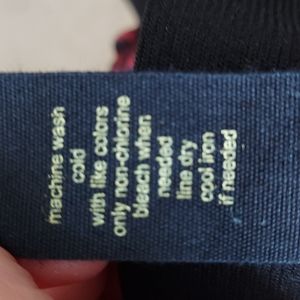 machine wash
cold
with like colors
only non-chlorine
bleach when
needed
line dry
cool iron
if needed